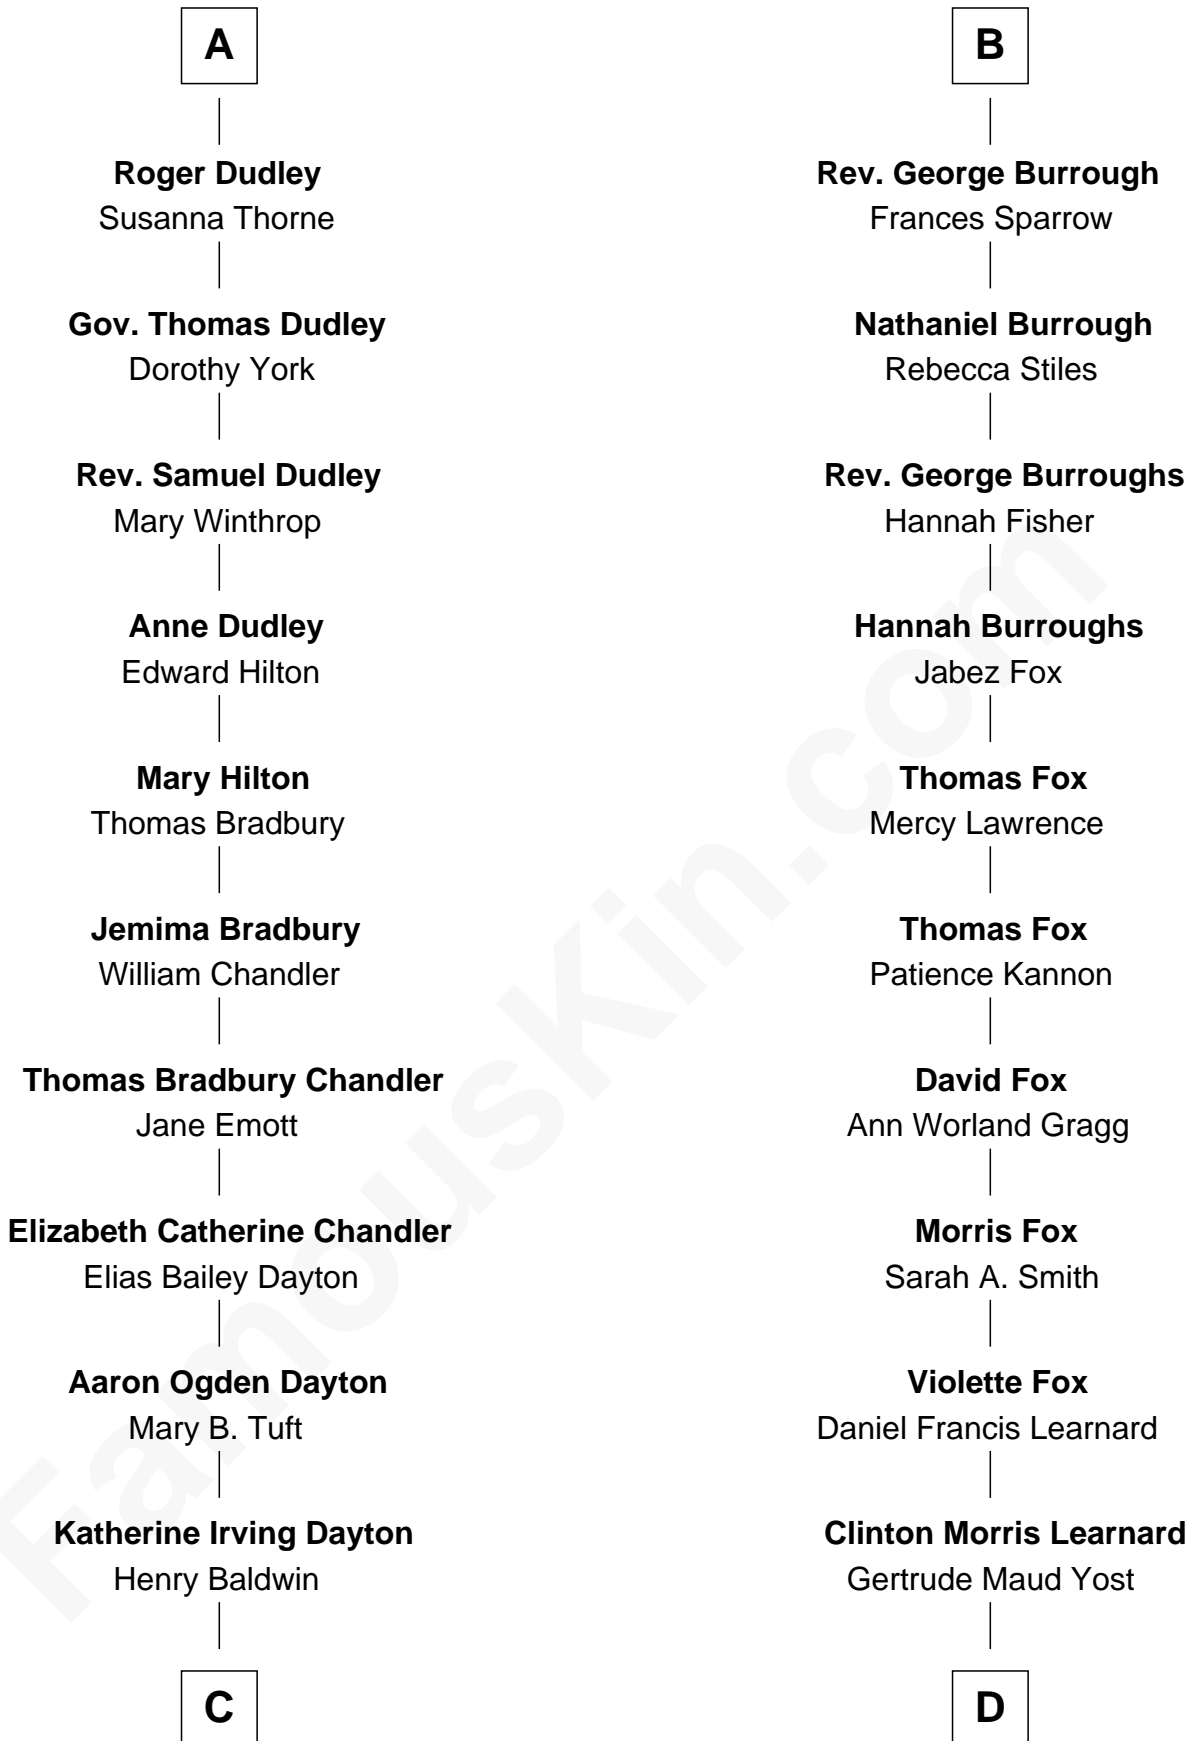 A
Roger Dudley
Susanna Thorne
Gov. Thomas Dudley
Dorothy York
Rev. Samuel Dudley
Mary Winthrop
Anne Dudley
Edward Hilton
Mary Hilton
Thomas Bradbury
Jemima Bradbury
William Chandler
Thomas Bradbury Chandler
Jane Emott
Elizabeth Catherine Chandler
Elias Bailey Dayton
Aaron Ogden Dayton
Mary B. Tuft
Katherine Irving Dayton
Henry Baldwin
C
B
Rev. George Burrough
Frances Sparrow
Nathaniel Burrough
Rebecca Stiles
Rev. George Burroughs
Hannah Fisher
Hannah Burroughs
Jabez Fox
Thomas Fox
Mercy Lawrence
Thomas Fox
Patience Kannon
David Fox
Ann Worland Gragg
Morris Fox
Sarah A. Smith
Violette Fox
Daniel Francis Learnard
Clinton Morris Learnard
Gertrude Maud Yost
D
FamousKin.com